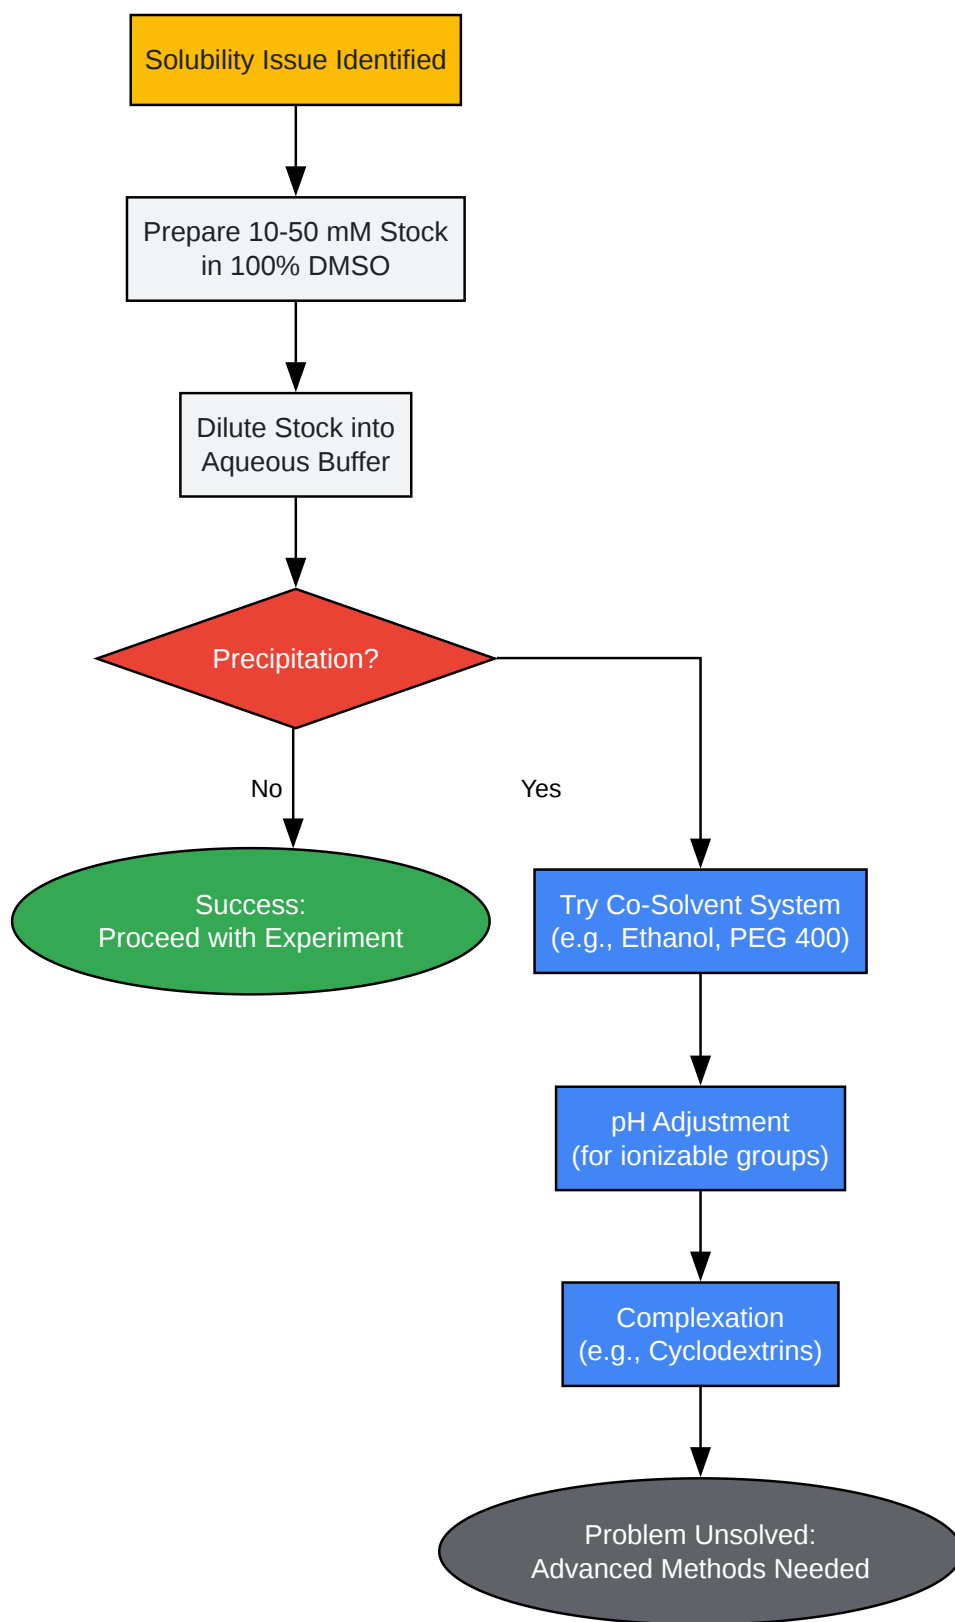 Solubility Issue Identified
Prepare 10-50 mM Stock
in 100% DMSO
Dilute Stock into
Aqueous Buffer
Precipitation?
No
Yes
Success:
Proceed with Experiment
Try Co-Solvent System
(e.g., Ethanol, PEG 400)
pH Adjustment
(for ionizable groups)
Complexation
(e.g., Cyclodextrins)
Problem Unsolved:
Advanced Methods Needed